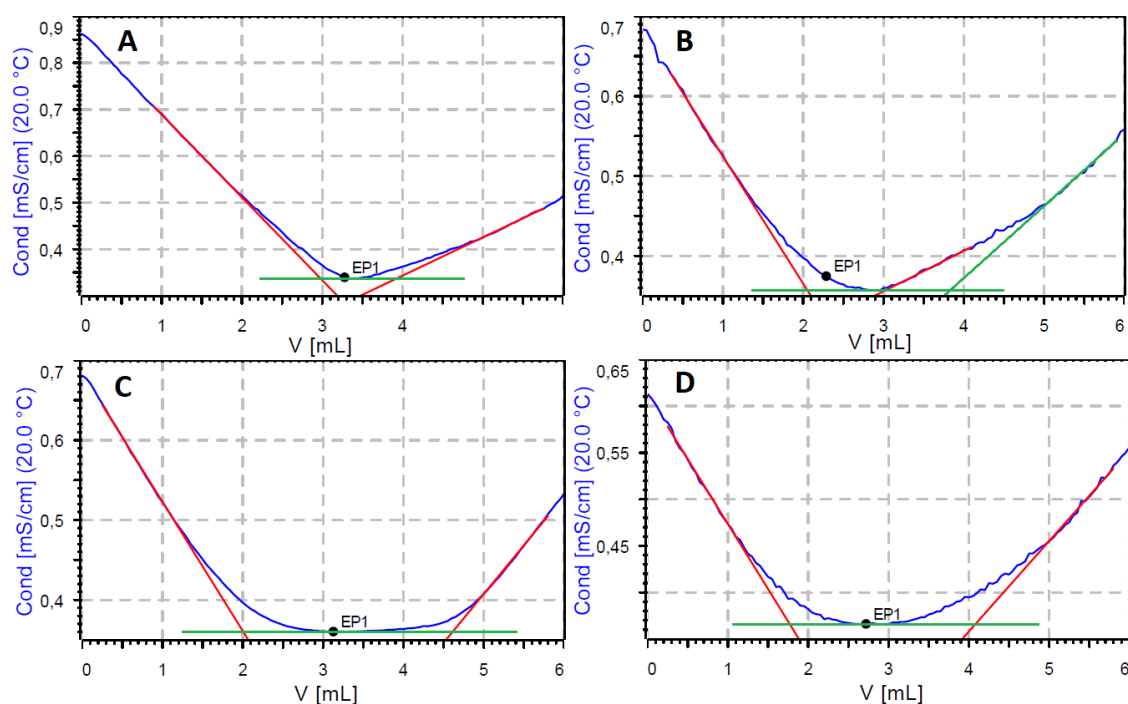 A
Cond [mS/cm] (20.0 °C)
0,9
0,8
0,7
0,6
0,5
0,4
EP1
0 1 2 3 4 5 6
V [mL]
B
Cond [mS/cm] (20.0 °C)
0,7
0,6
0,5
0,4
EP1
0 1 2 3 4 5 6
V [mL]
C
Cond [mS/cm] (20.0 °C)
0,7
0,6
0,5
0,4
EP1
0 1 2 3 4 5 6
V [mL]
D
Cond [mS/cm] (20.0 °C)
0,65
0,55
0,45
EP1
0 1 2 3 4 5 6
V [mL]